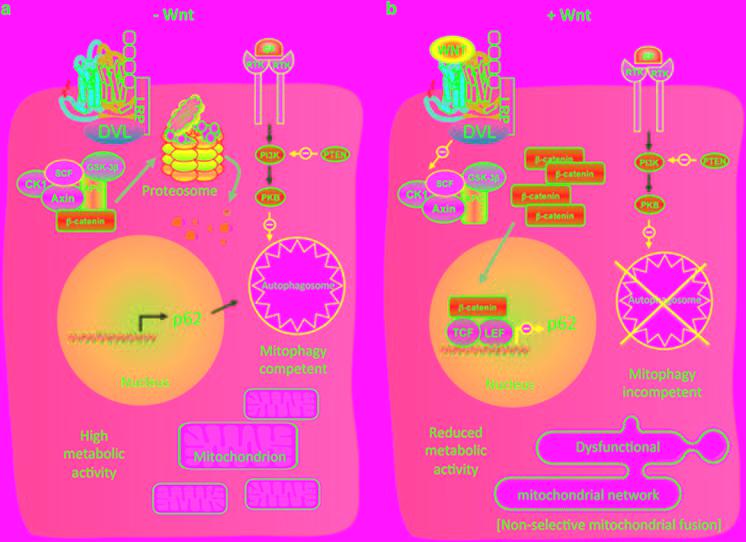 a
- Wnt
RTK RTK
LRP
DVL
PI3K
PTEN
SCF
GSK-3β
CK1
Axin
β-catenin
Proteosome
PKB
p62
Autophagosome
Nucleus
Mitophagy
competent
High
metabolic
activity
Mitochondrion
b
+ Wnt
WNT
RTK RTK
LRP
DVL
β-catenin
β-catenin
β-catenin
β-catenin
PI3K
PTEN
SCF
GSK-3β
CK1
Axin
PKB
β-catenin
TCF
LEF
p62
Autophagosome
Nucleus
Mitophagy
incompetent
Reduced
metabolic
activity
Dysfunctional
mitochondrial network
[Non-selective mitochondrial fusion]